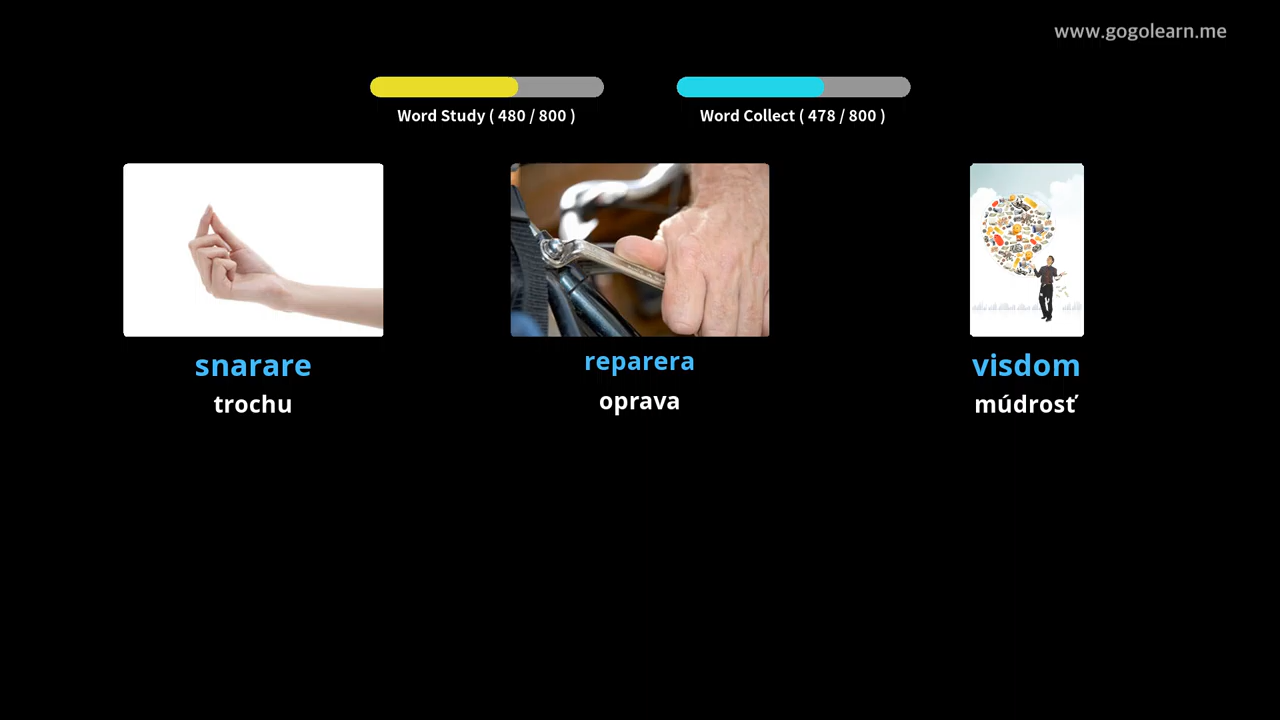 www.gogolearn.me
Word Study ( 480 / 800 )
Word Collect ( 478 / 800 )
snarare
trochu
reparera
oprava
visdom
múdrosť